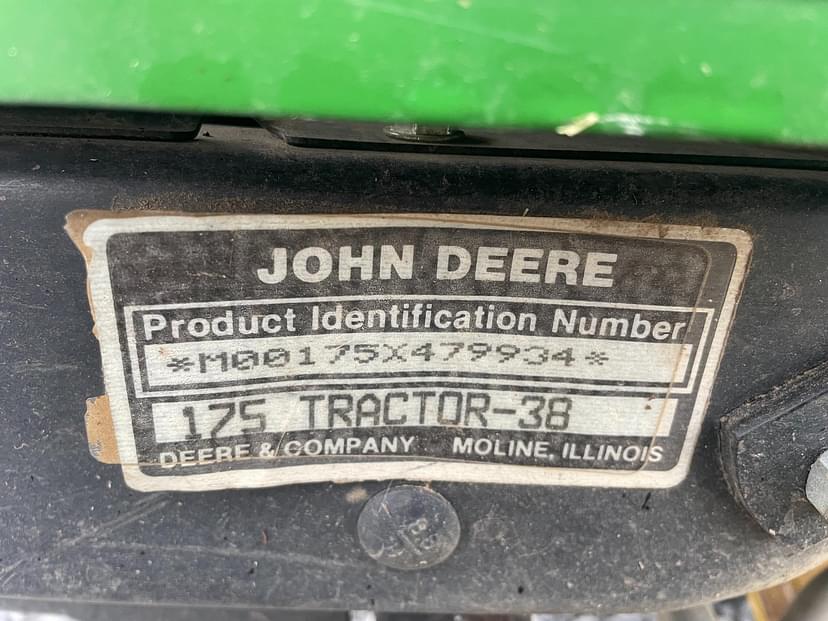 JOHN DEERE
Product Identification Number
*M00175X479934*
175 TRACTOR-38
DEERE & COMPANY MOLINE, ILLINOIS